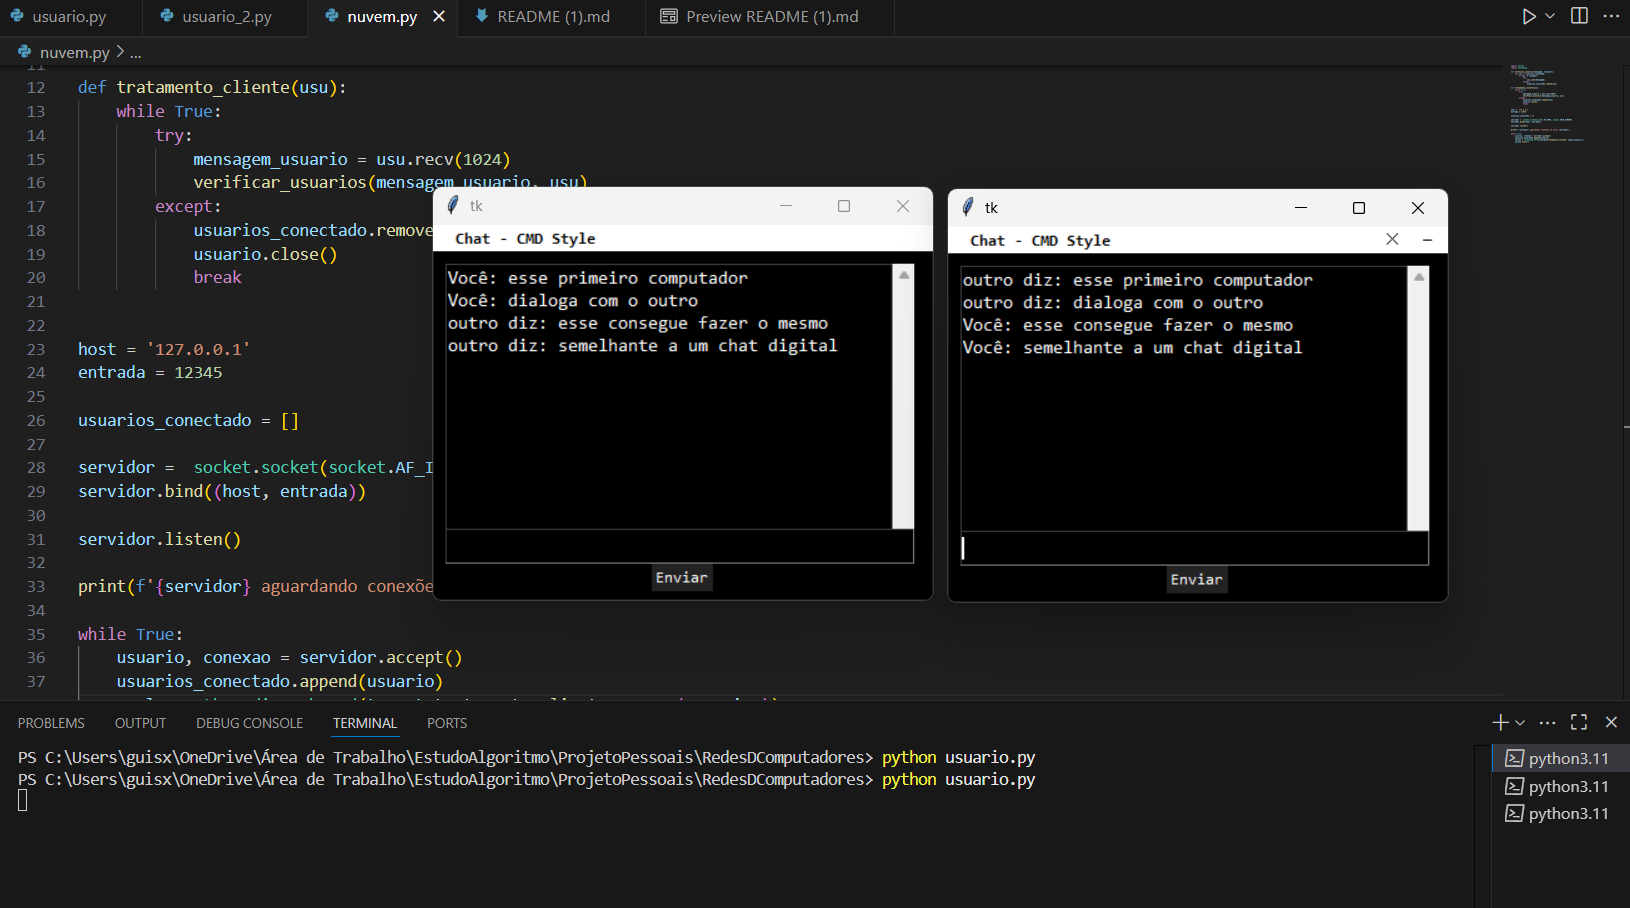 usuario.py usuario_2.py nuvem.py README (1).md Preview README (1).md
nuvem.py > ...
11
12 def tratamento_cliente(usu):
13 while True:
14 try:
15 mensagem_usuario = usu.recv(1024)
16 verificar_usuarios(mensagem_usuario, usu)
17 except:
18 usuarios_conectado.remove
19 usuario.close()
20 break
21
22
23 host = '127.0.0.1'
24 entrada = 12345
25
26 usuarios_conectado = []
27
28 servidor = socket.socket(socket.AF_I
29 servidor.bind((host, entrada))
30
31 servidor.listen()
32
33 print(f'{servidor} aguardando conexõe
34
35 while True:
36 usuario, conexao = servidor.accept()
37 usuarios_conectado.append(usuario)
tk
Chat - CMD Style
Você: esse primeiro computador
Você: dialoga com o outro
outro diz: esse consegue fazer o mesmo
outro diz: semelhante a um chat digital
Enviar
tk
Chat - CMD Style
outro diz: esse primeiro computador
outro diz: dialoga com o outro
Você: esse consegue fazer o mesmo
Você: semelhante a um chat digital
Enviar
PROBLEMS OUTPUT DEBUG CONSOLE TERMINAL PORTS
PS C:\Users\guisx\OneDrive\Área de Trabalho\EstudoAlgoritmo\ProjetoPessoais\RedesDComputadores> python usuario.py
PS C:\Users\guisx\OneDrive\Área de Trabalho\EstudoAlgoritmo\ProjetoPessoais\RedesDComputadores> python usuario.py
python3.11
python3.11
python3.11